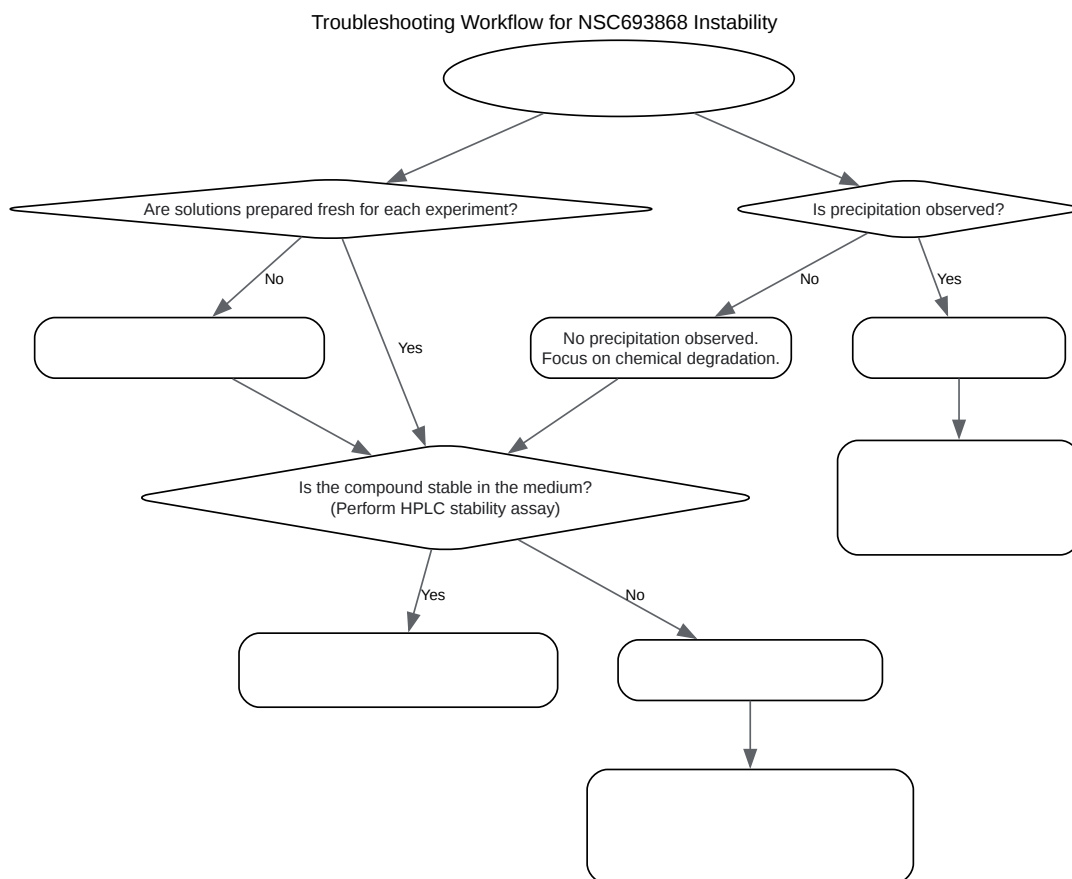 Troubleshooting Workflow for NSC693868 Instability
Are solutions prepared fresh for each experiment?
Is precipitation observed?
No
No
Yes
Yes
No precipitation observed.
Focus on chemical degradation.
Is the compound stable in the medium?
(Perform HPLC stability assay)
Yes
No